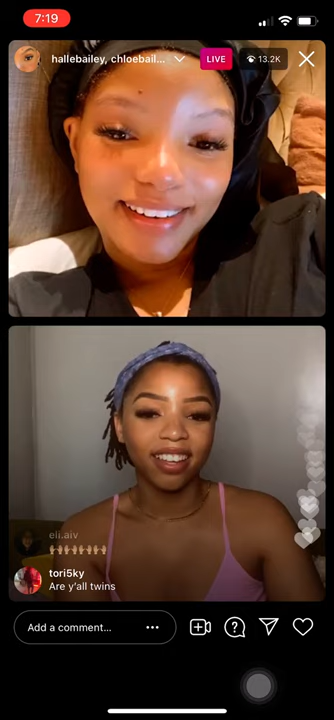 7:19
hallebailey, chloebail...
LIVE
13.2K
eli.aiv
tori5ky
Are y'all twins
Add a comment...